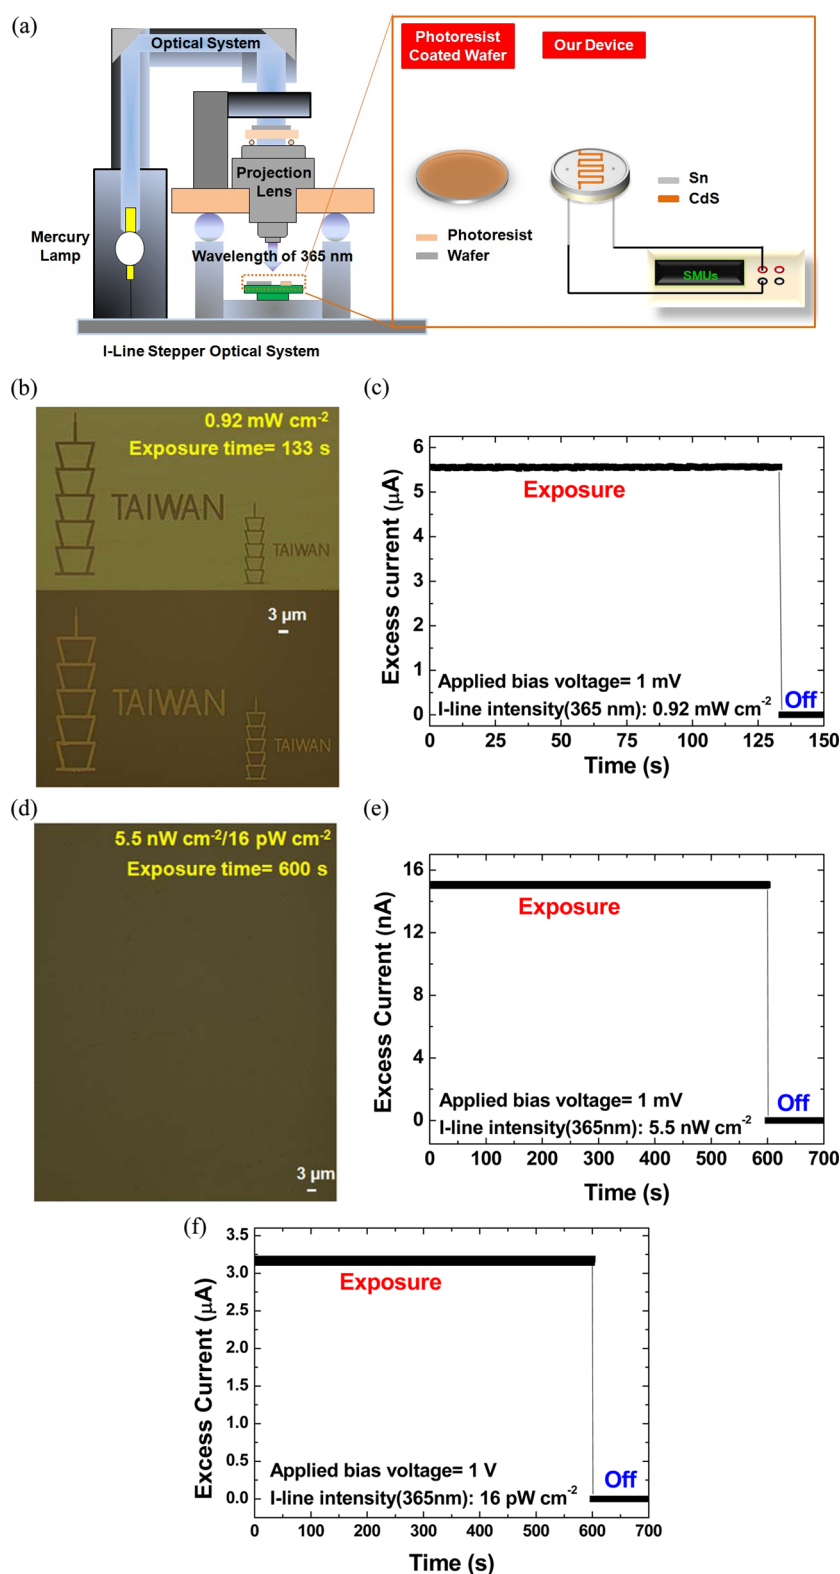 (a)
Optical System
Photoresist
Coated Wafer
Our Device
Projection
Lens
Mercury
Lamp
Wavelength of 365 nm
Photoresist
Wafer
Sn
CdS
SMUs
I-Line Stepper Optical System
(b)
0.92 mW cm⁻²
Exposure time= 133 s
TAIWAN
TAIWAN
3 μm
TAIWAN
TAIWAN
(c)
Excess current (μA)
6
5
4
3
2
1
0
Exposure
Applied bias voltage= 1 mV
I-line intensity(365 nm): 0.92 mW cm⁻²
Off
0 25 50 75 100 125 150
Time (s)
(d)
5.5 nW cm⁻²/16 pW cm⁻²
Exposure time= 600 s
3 μm
(e)
Excess Current (nA)
16
12
8
4
0
Exposure
Applied bias voltage= 1 mV
I-line intensity(365nm): 5.5 nW cm⁻²
Off
0 100 200 300 400 500 600 700
Time (s)
(f)
Excess Current (μA)
3.5
3.0
2.5
2.0
1.5
1.0
0.5
0.0
Exposure
Applied bias voltage= 1 V
I-line intensity(365nm): 16 pW cm⁻²
Off
0 100 200 300 400 500 600 700
Time (s)